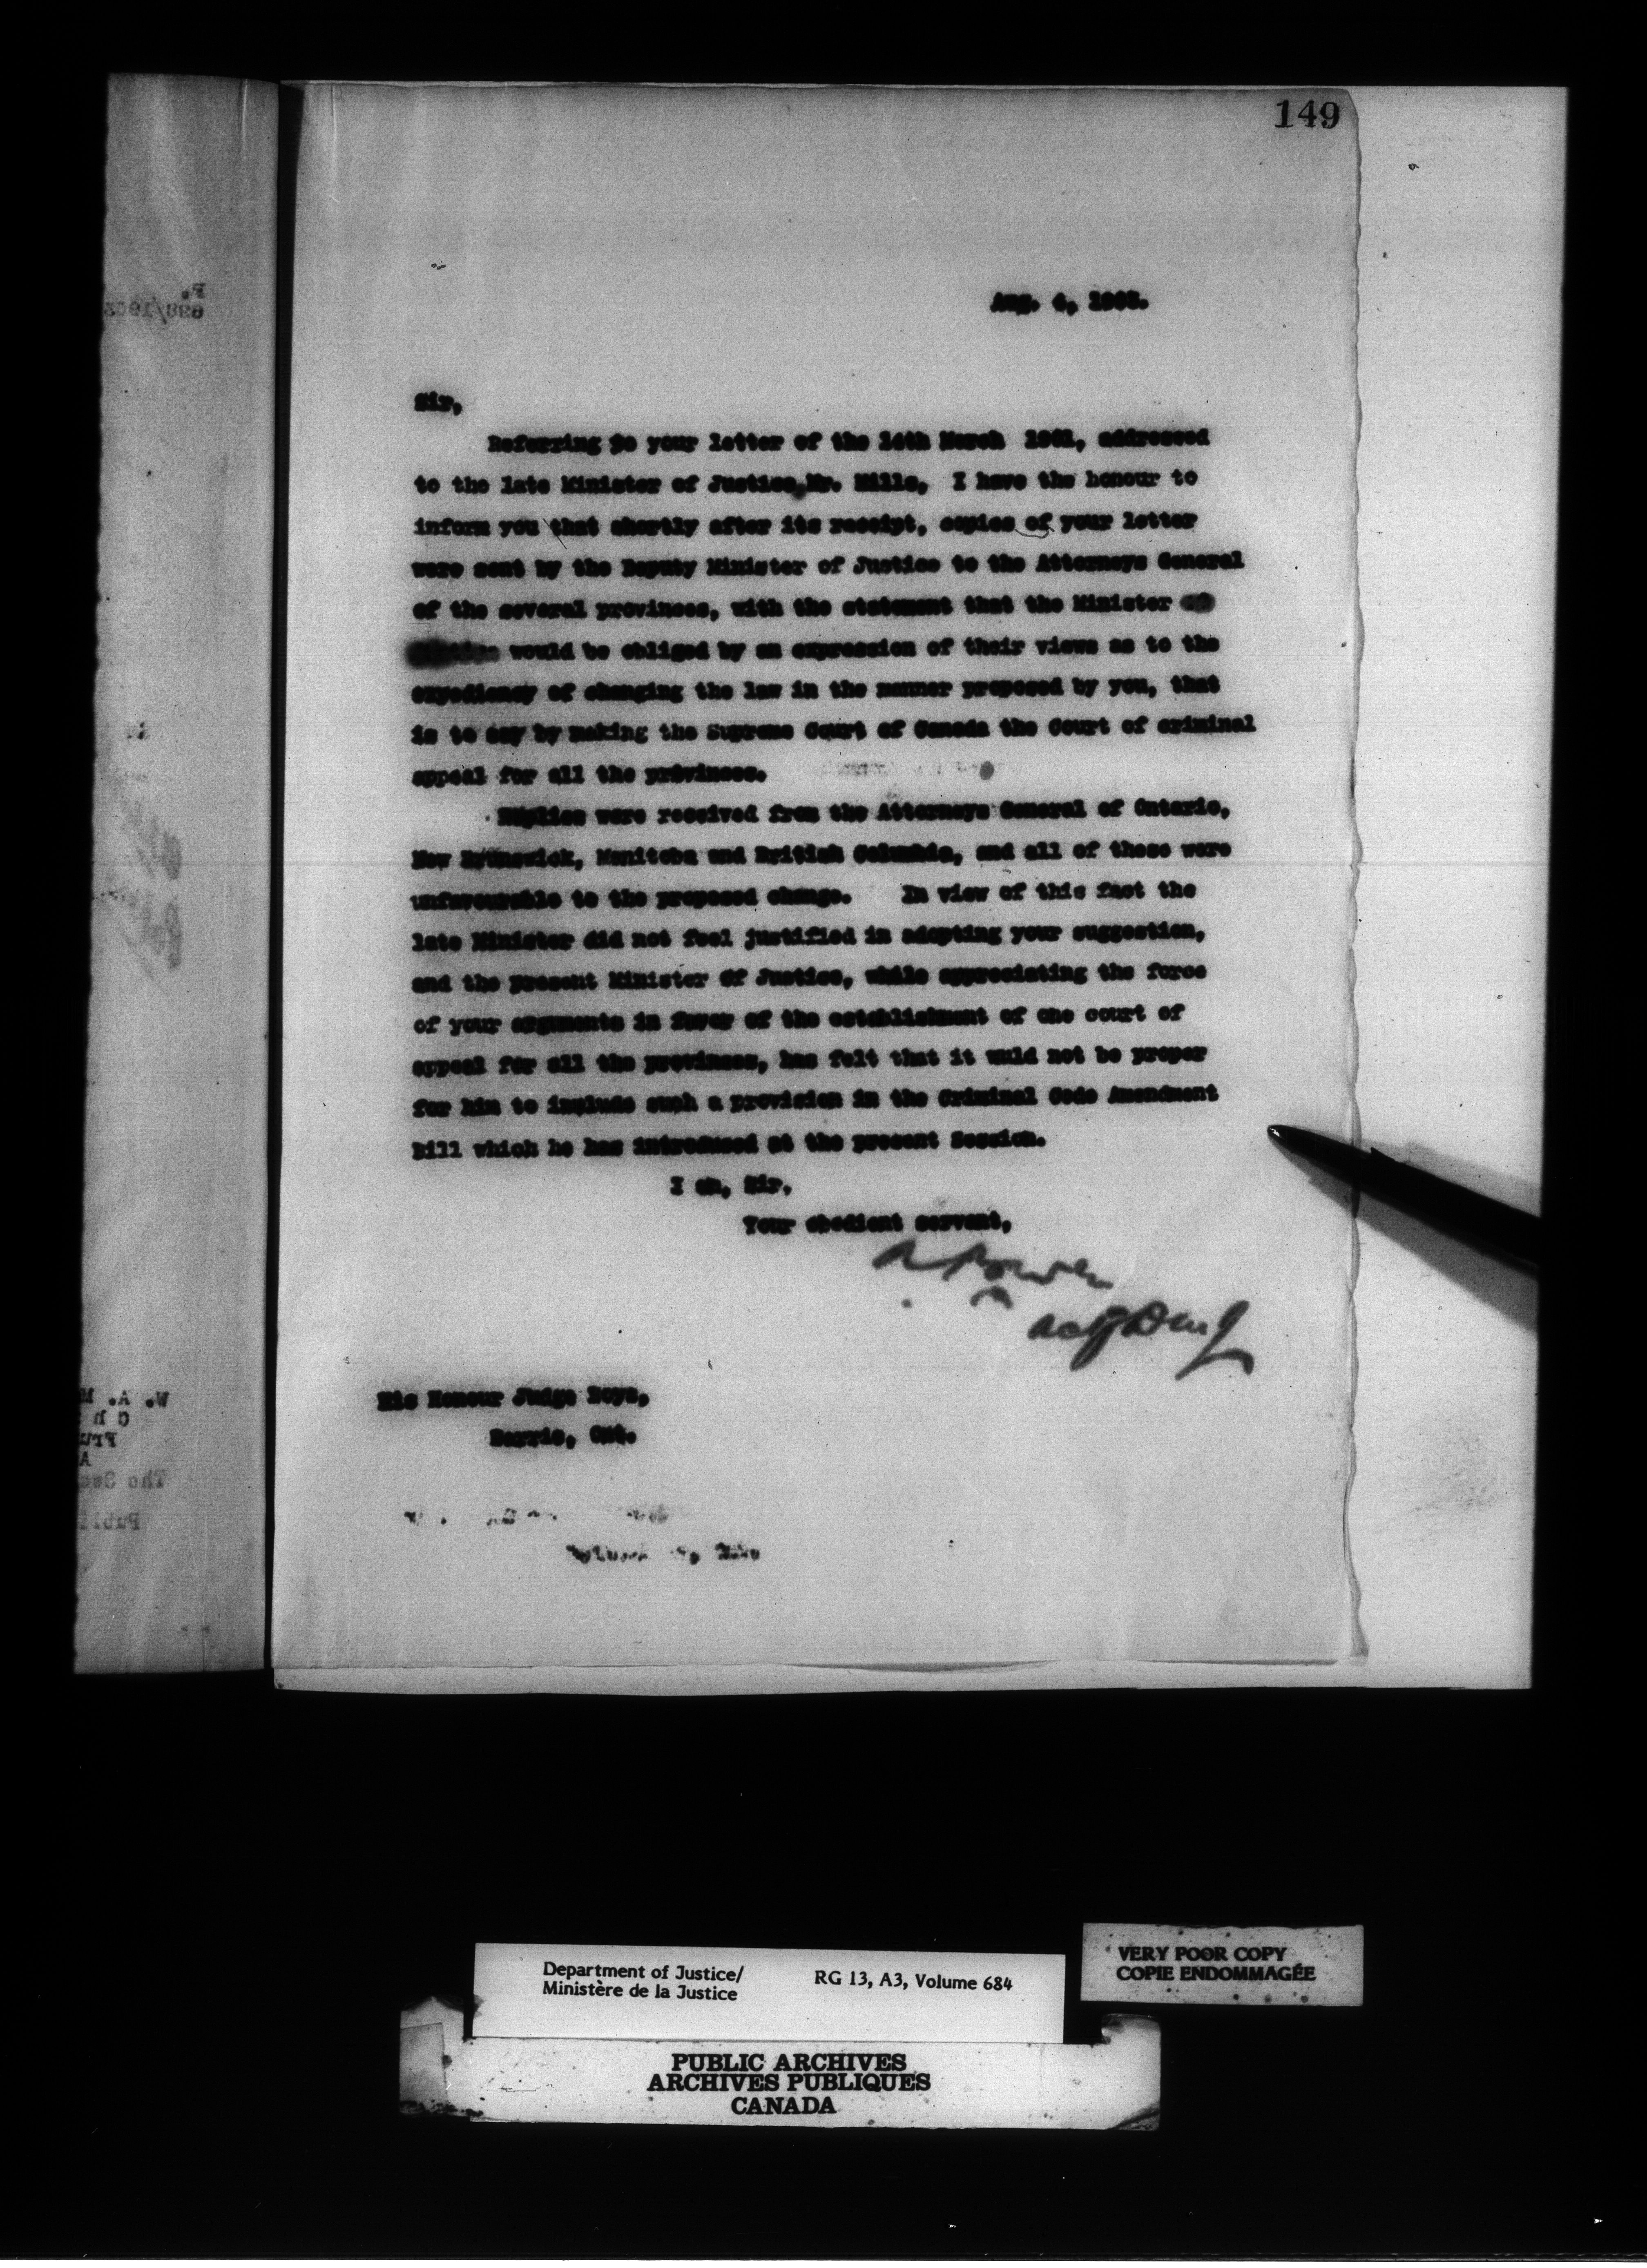 149
Aug. 4, 1903.
Sir,
Referring to your letter of the 14th March 1901, addressed
to the late Minister of Justice, Mr. Mills, I have the honour to
inform you that shortly after its receipt, copies of your letter
were sent by the Deputy Minister of Justice to the Attorneys General
of the several provinces, with the statement that the Minister of
Justice would be obliged by an expression of their views as to the
expediency of changing the law in the manner proposed by you, that
is to say by making the Supreme Court of Canada the Court of criminal
appeal for all the provinces.
Replies were received from the Attorneys General of Ontario,
New Brunswick, Manitoba and British Columbia, and all of these were
unfavourable to the proposed change. In view of this fact the
late Minister did not feel justified in adopting your suggestion,
and the present Minister of Justice, while appreciating the force
of your arguments in favor of the establishment of one court of
appeal for all the provinces, has felt that it wuld not be proper
for him to include such a provision in the Criminal Code Amendment
Bill which he has introduced at the present Session.
I am, Sir,
Your obedient servant,
A Power
His Honour Judge Boys,
Barrie, Ont.
Department of Justice/
Ministère de la Justice
RG 13, A3, Volume 684
VERY POOR COPY
COPIE ENDOMMAGÉE
PUBLIC ARCHIVES
ARCHIVES PUBLIQUES
CANADA